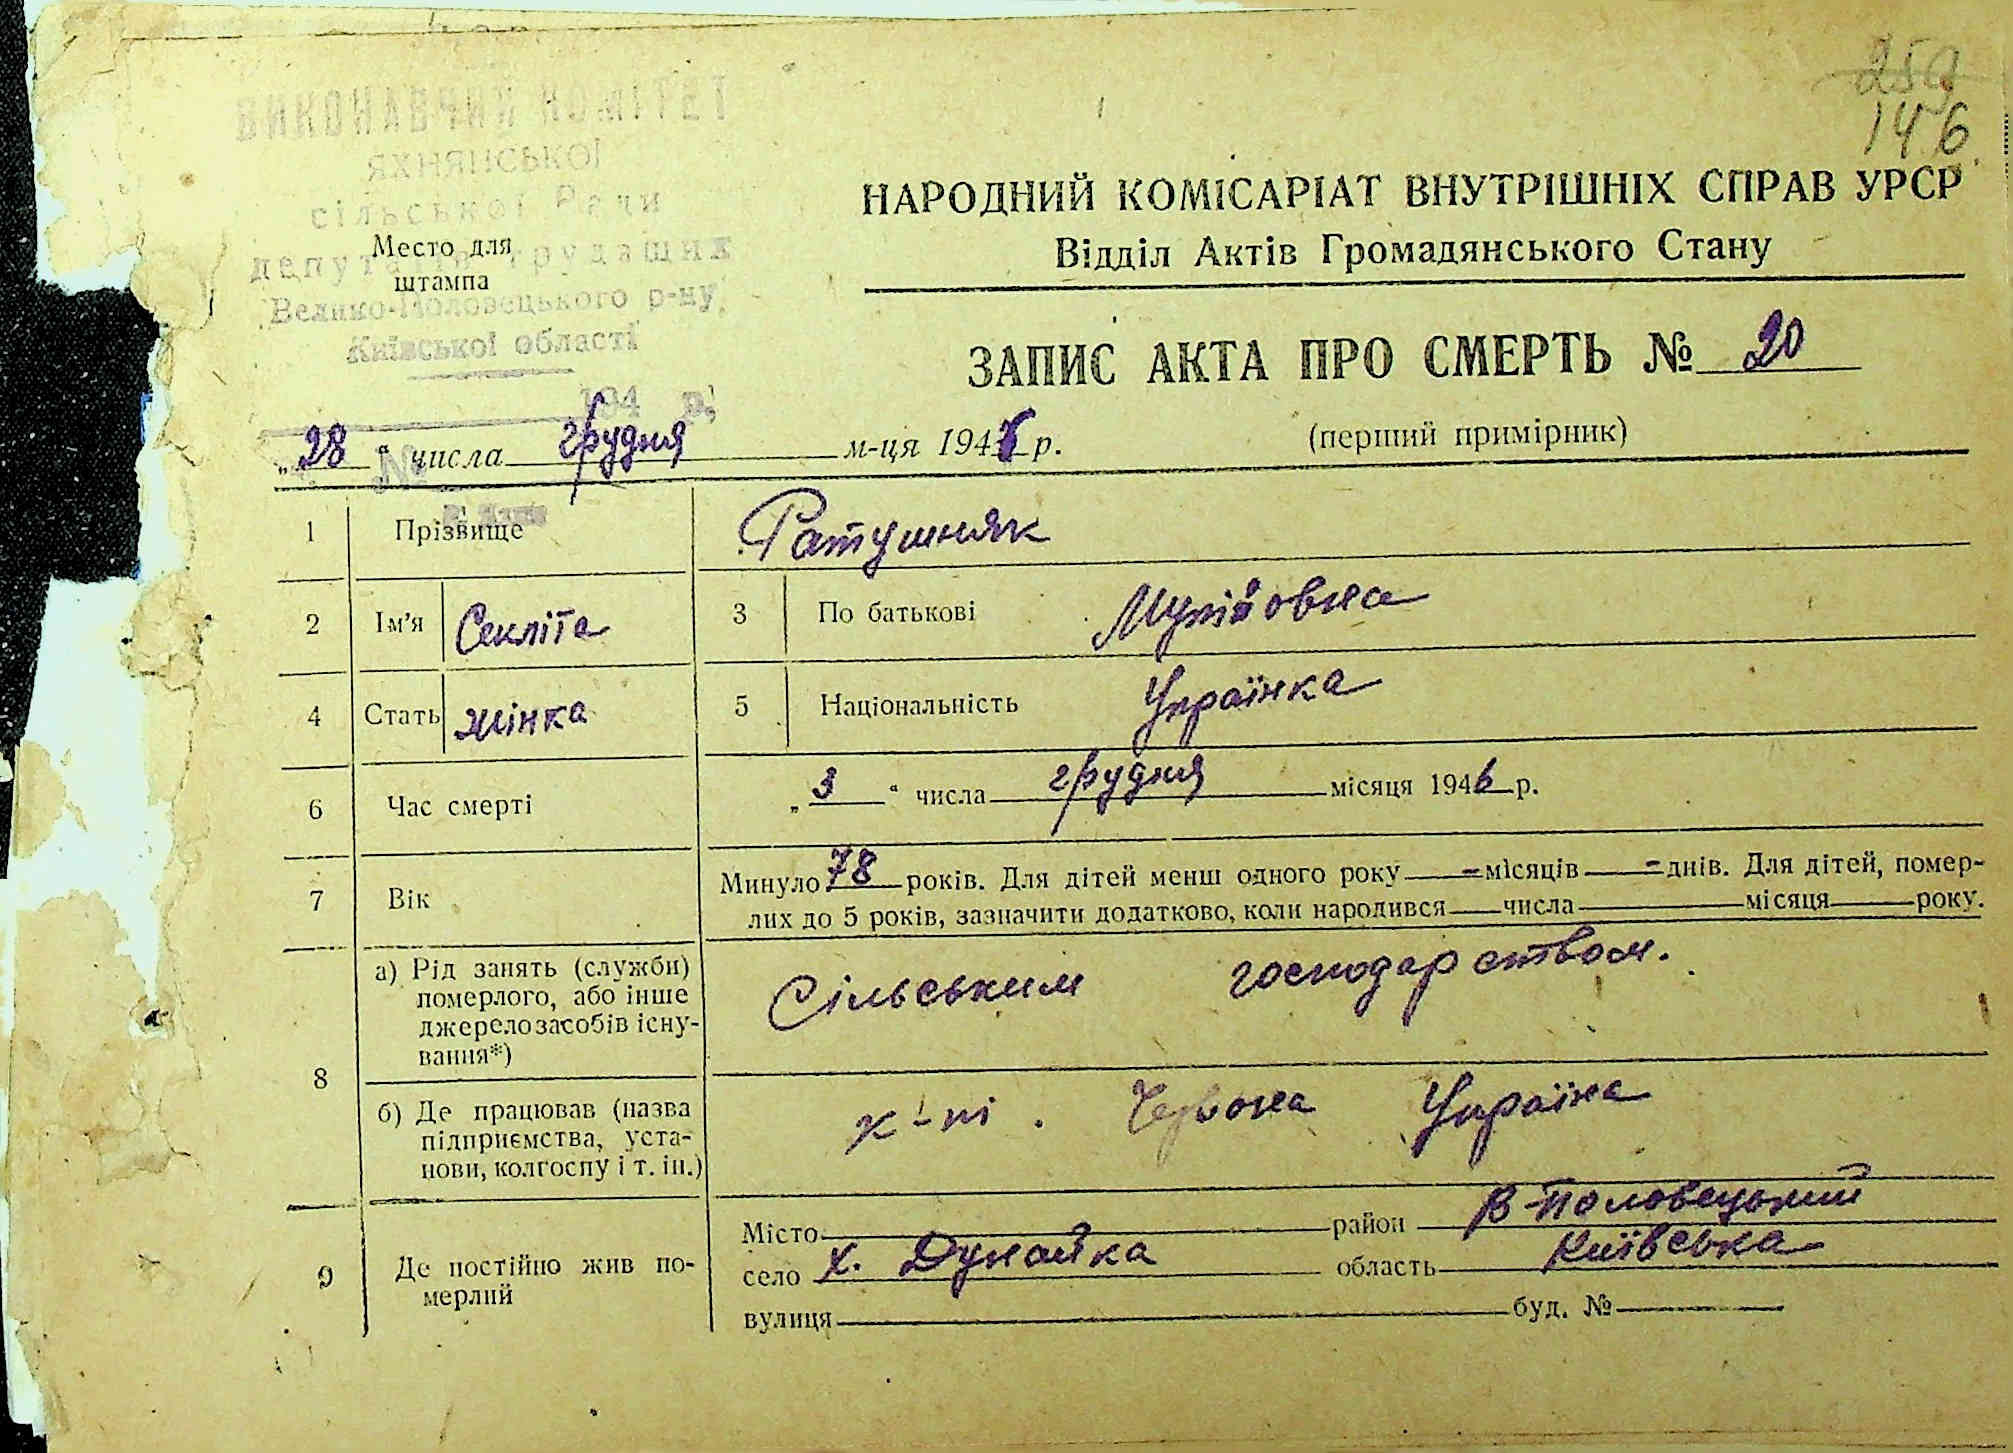 259
146
ВИКОНАВЧИЙ КОМІТЕТ
ЯХНЯНСЬКОЇ
сільської Ради
депутатів трудящих
Велико-Половецького р-ну
Київської області
194 р.
№
Место для
штампа
НАРОДНИЙ КОМІСАРІАТ ВНУТРІШНІХ СПРАВ УРСР
Відділ Актів Громадянського Стану
ЗАПИС АКТА ПРО СМЕРТЬ № 20
(перший примірник)
„28“ числа грудня м-ця 1946 р.
1 Прізвище Ратушняк
2 Ім'я Секліта 3 По батькові
4 Стать жінка 5 Національність Українка
6 Час смерті „3“ числа грудня місяця 1946 р.
7 Вік Минуло 78 років. Для дітей менш одного року - місяців - днів. Для дітей, помер-
лих до 5 років, зазначити додатково, коли народився числа місяця року.
8 а) Рід занять (служби)
померлого, або інше
джерело засобів існу-
вання*)
Сільським господарством.
б) Де працював (назва
підприємства, уста-
нови, колгоспу і т. ін.)
к-пі. Червона Україна
9 Де постійно жив по-
мерлий
Місто район В-Половецький
село х. Дунайка область Київська
вулиця буд. №